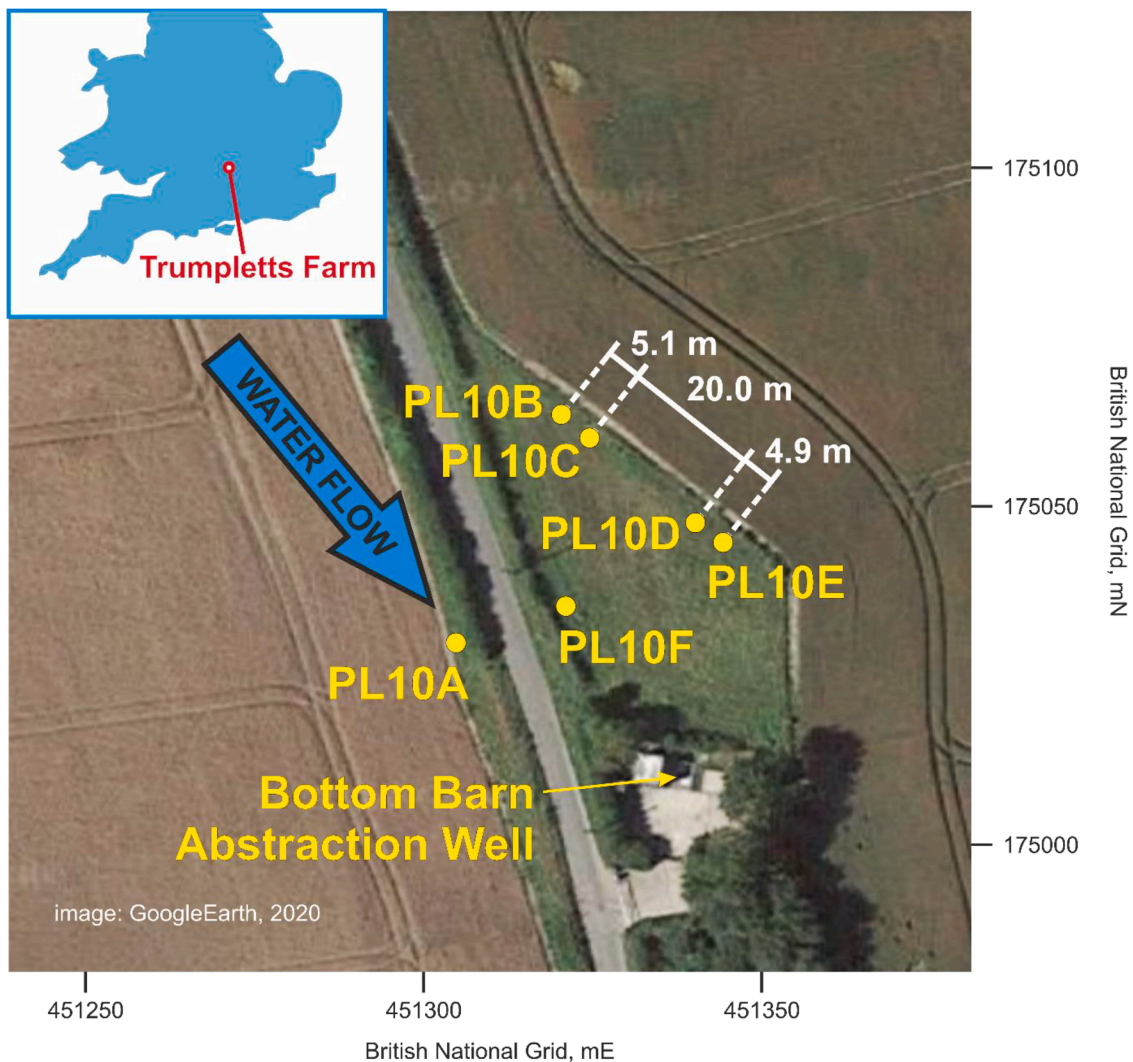 Trumpletts Farm
WATER FLOW
5.1 m
20.0 m
4.9 m
PL10B
PL10C
PL10D
PL10E
PL10F
PL10A
Bottom Barn
Abstraction Well
image: GoogleEarth, 2020
175100
175050
175000
British National Grid, mN
451250
451300
451350
British National Grid, mE